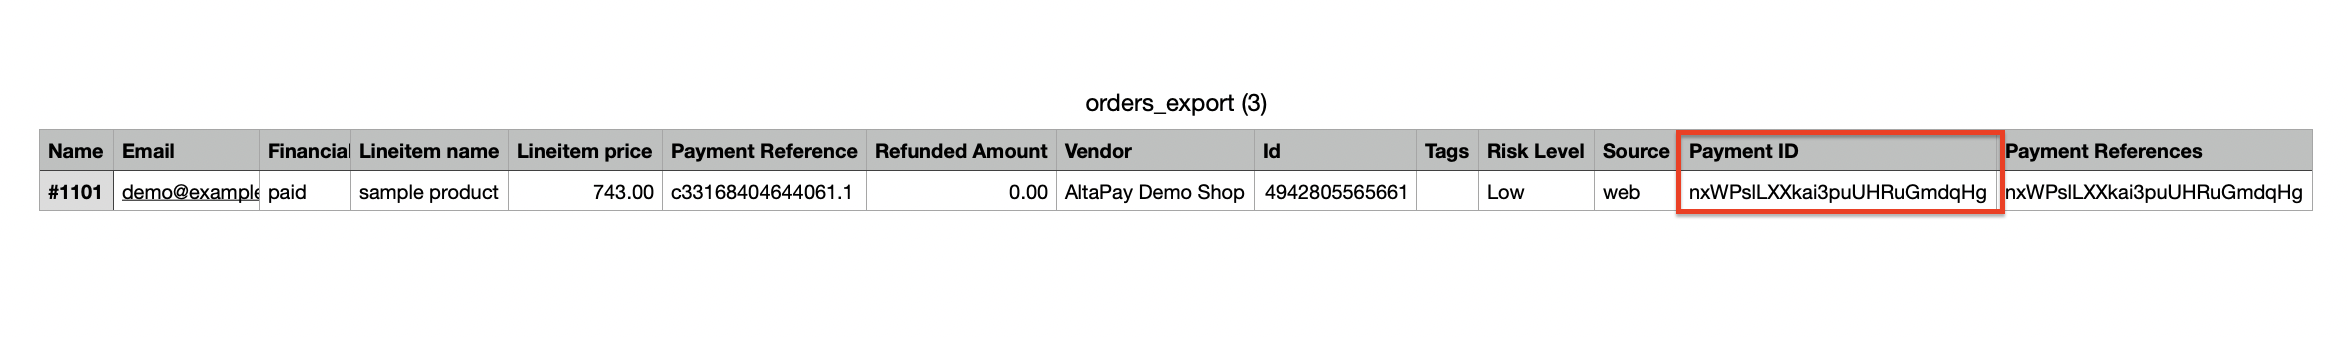 orders_export (3)
Name Email Financial Lineitem name Lineitem price Payment Reference Refunded Amount Vendor Id Tags Risk Level Source Payment ID Payment References
#1101 demo@example paid sample product 743.00 c33168404644061.1 0.00 AltaPay Demo Shop 4942805565661 Low web nxWPslLXXkai3puUHRuGmdqHg nxWPslLXXkai3puUHRuGmdqHg